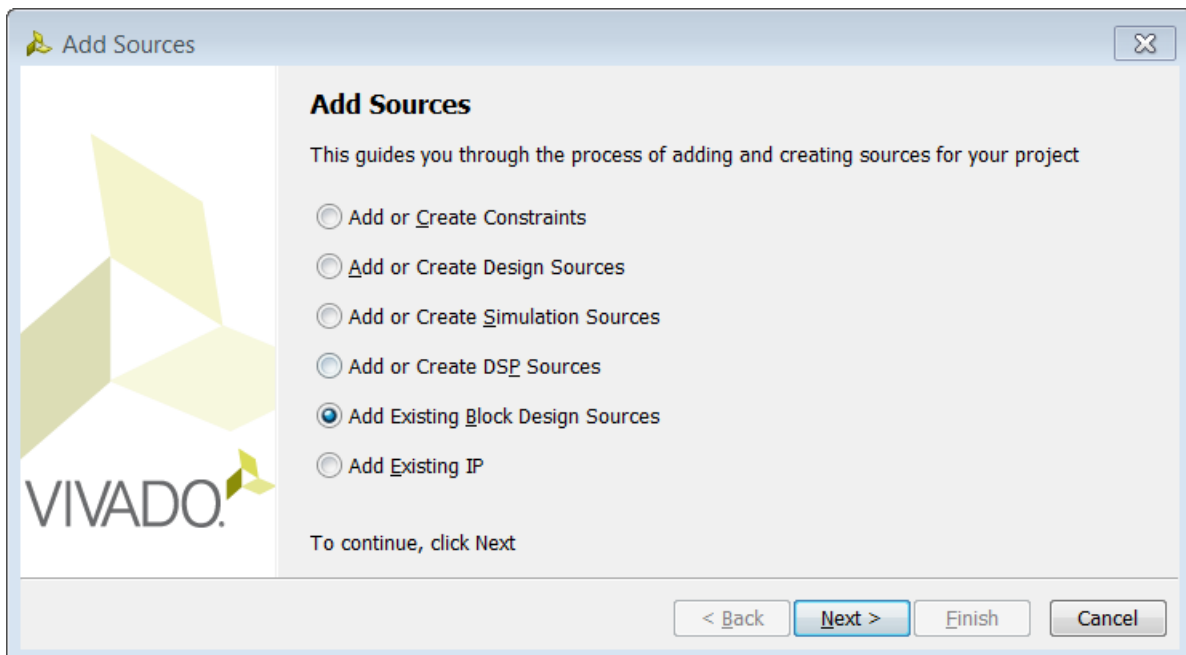 Add Sources
Add Sources
This guides you through the process of adding and creating sources for your project
Add or Create Constraints
Add or Create Design Sources
Add or Create Simulation Sources
Add or Create DSP Sources
Add Existing Block Design Sources
Add Existing IP
VIVADO.
To continue, click Next
< Back Next > Finish Cancel